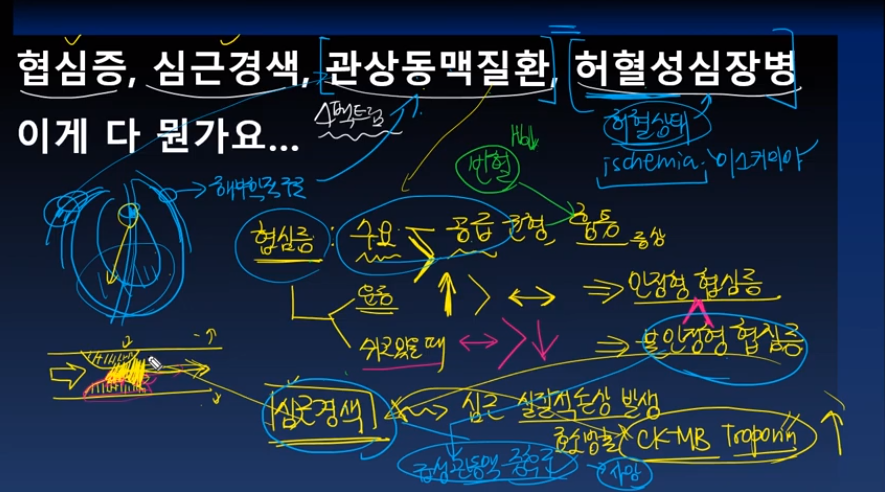 협심증, 심근경색, 관상동맥질환, 허혈성심장병
이게 다 뭔가요...
스펙트럼
허혈상태
ischemia. 이스키미아
빈혈
Hb↓
해부학적 구조
협심증 : 수요 < 공급 균형, 흉통 증상
운동 ↑ > ↔ ⇒ 안정형 협심증
쉬고있을 때 ↔ > ↓ ⇒ 불안정형 협심증
심근경색 심근 실질적손상 발생
효소방출 CK-MB Troponin ↑
급성관동맥 증후군 사망